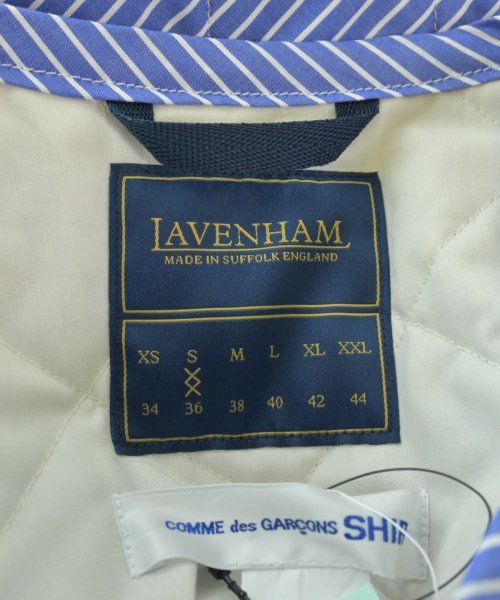 LAVENHAM
MADE IN SUFFOLK ENGLAND
XS S M L XL XXL
34 36 38 40 42 44
COMME des GARÇONS